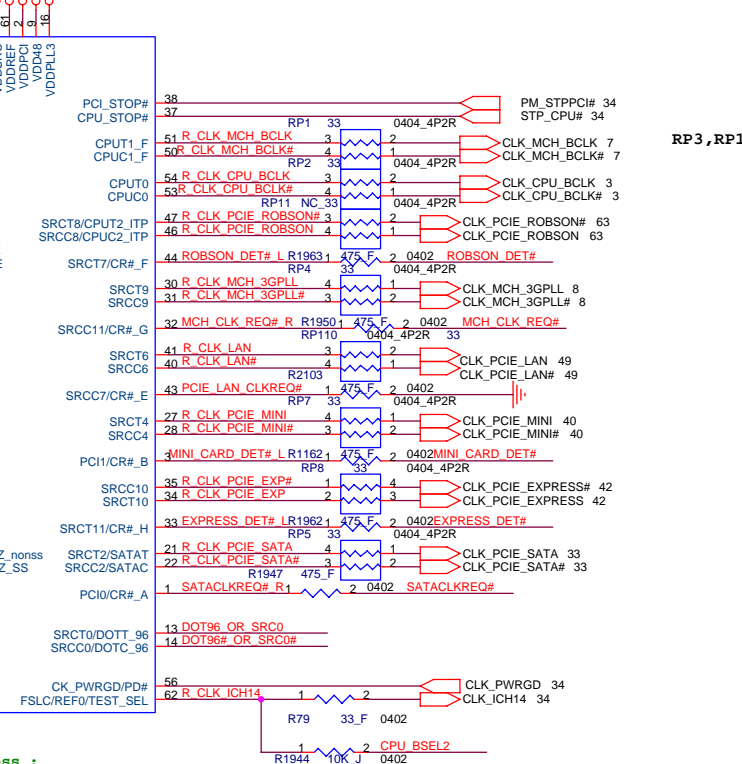 61
2
9
16
VDDREF
VDDPCI
VDD48
VDDPLL3
PCI_STOP# 38 PM_STPPCI# 34
CPU_STOP# 37 STP_CPU# 34
RP1 33 0404_4P2R
RP3,RP1
CPUT1_F 51 R_CLK_MCH_BCLK 3 2 CLK_MCH_BCLK 7
CPUC1_F 50 R_CLK_MCH_BCLK# 4 1 CLK_MCH_BCLK# 7
RP2 33 0404_4P2R
CPUT0 54 R_CLK_CPU_BCLK 3 2 CLK_CPU_BCLK 3
CPUC0 53 R_CLK_CPU_BCLK# 4 1 CLK_CPU_BCLK# 3
RP11 NC_33 0404_4P2R
SRCT8/CPUT2_ITP 47 R_CLK_PCIE_ROBSON# 3 2 CLK_PCIE_ROBSON# 63
SRCC8/CPUC2_ITP 46 R_CLK_PCIE_ROBSON 4 1 CLK_PCIE_ROBSON 63
SRCT7/CR#_F 44 ROBSON_DET#_L R1963 1 475_F 2 0402 ROBSON_DET#
RP4 33 0404_4P2R
SRCT9 30 R_CLK_MCH_3GPLL 4 1 CLK_MCH_3GPLL 8
SRCC9 31 R_CLK_MCH_3GPLL# 3 2 CLK_MCH_3GPLL# 8
SRCC11/CR#_G 32 MCH_CLK_REQ#_R R1950 1 475_F 2 0402 MCH_CLK_REQ#
RP110 0404_4P2R 33
SRCT6 41 R_CLK_LAN 3 2 CLK_PCIE_LAN 49
SRCC6 40 R_CLK_LAN# 4 1 CLK_PCIE_LAN# 49
R2103
SRCC7/CR#_E 43 PCIE_LAN_CLKREQ# 1 475_F 2 0402
RP7 33 0404_4P2R
SRCT4 27 R_CLK_PCIE_MINI 4 1 CLK_PCIE_MINI 40
SRCC4 28 R_CLK_PCIE_MINI# 3 2 CLK_PCIE_MINI# 40
PCI1/CR#_B 3 MINI_CARD_DET#_L R1162 1 475_F 2 0402 MINI_CARD_DET#
RP8 33 0404_4P2R
SRCC10 35 R_CLK_PCIE_EXP# 1 4 CLK_PCIE_EXPRESS# 42
SRCT10 34 R_CLK_PCIE_EXP 2 3 CLK_PCIE_EXPRESS 42
SRCT11/CR#_H 33 EXPRESS_DET#_L R1962 1 475_F 2 0402 EXPRESS_DET#
RP5 33 0404_4P2R
Z_nonss SRCT2/SATAT 21 R_CLK_PCIE_SATA 4 1 CLK_PCIE_SATA 33
Z_SS SRCC2/SATAC 22 R_CLK_PCIE_SATA# 3 2 CLK_PCIE_SATA# 33
R1947 475_F
PCI0/CR#_A 1 SATACLKREQ#_R 1 2 0402 SATACLKREQ#
SRCT0/DOTT_96 13 DOT96_OR_SRC0
SRCC0/DOTC_96 14 DOT96#_OR_SRC0#
CK_PWRGD/PD# 56 CLK_PWRGD 34
FSLC/REF0/TEST_SEL 62 R_CLK_ICH14 1 2 CLK_ICH14 34
R79 33_F 0402
1 2 CPU_BSEL2
R1944 10K_J 0402